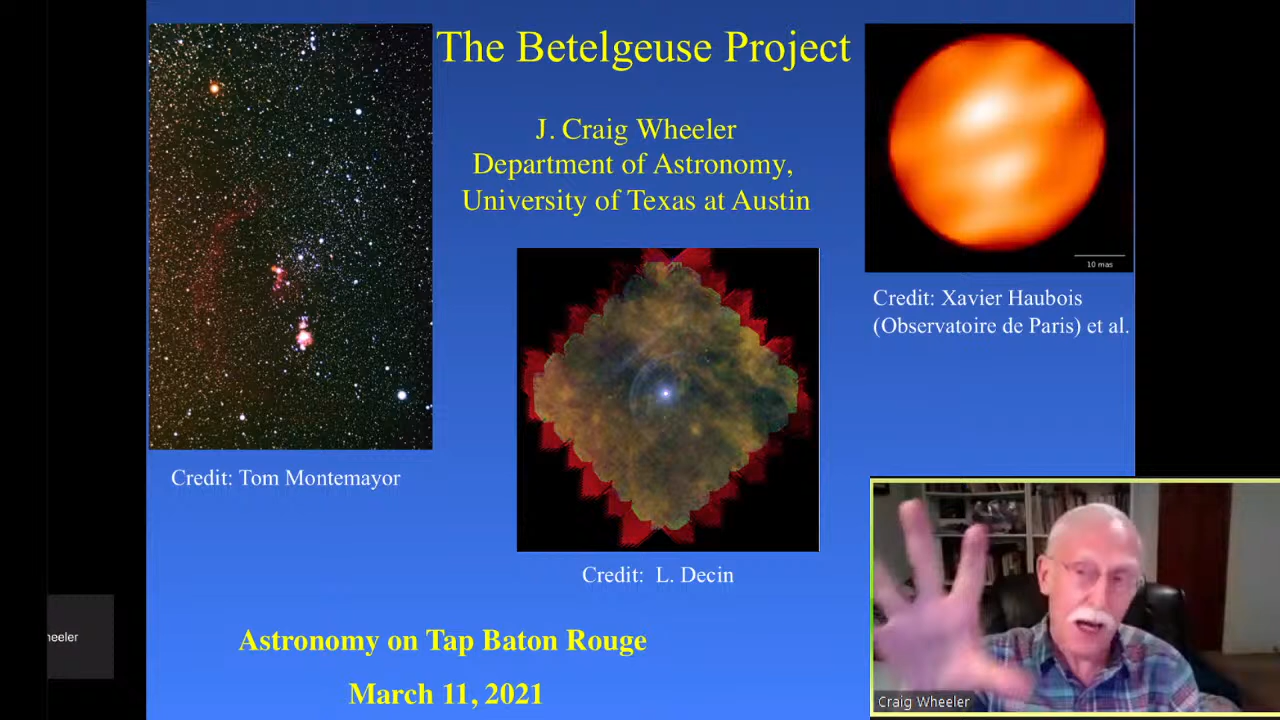 The Betelgeuse Project
J. Craig Wheeler
Department of Astronomy,
University of Texas at Austin
10 mas
Credit: Xavier Haubois
(Observatoire de Paris) et al.
Credit: Tom Montemayor
Credit: L. Decin
heeler
Astronomy on Tap Baton Rouge
March 11, 2021
Craig Wheeler